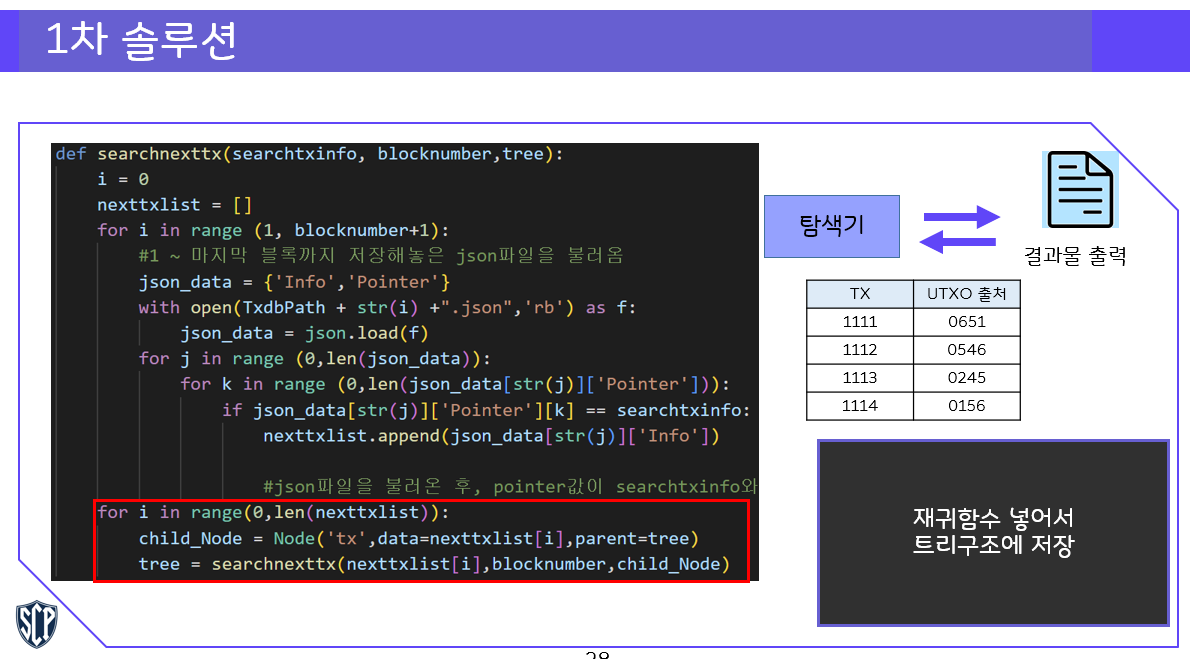 1차 솔루션
def searchnexttx(searchtxinfo, blocknumber,tree):
i = 0
nexttxlist = []
for i in range (1, blocknumber+1):
#1 ~ 마지막 블록까지 저장해놓은 json파일을 불러옴
json_data = {'Info','Pointer'}
with open(TxdbPath + str(i) +".json",'rb') as f:
json_data = json.load(f)
for j in range (0,len(json_data)):
for k in range (0,len(json_data[str(j)]['Pointer'])):
if json_data[str(j)]['Pointer'][k] == searchtxinfo:
nexttxlist.append(json_data[str(j)]['Info'])
#json파일을 불러온 후, pointer값이 searchtxinfo와
for i in range(0,len(nexttxlist)):
child_Node = Node('tx',data=nexttxlist[i],parent=tree)
tree = searchnexttx(nexttxlist[i],blocknumber,child_Node)
탐색기
결과물 출력
TX UTXO 출처
1111 0651
1112 0546
1113 0245
1114 0156
재귀함수 넣어서
트리구조에 저장
SCP
28